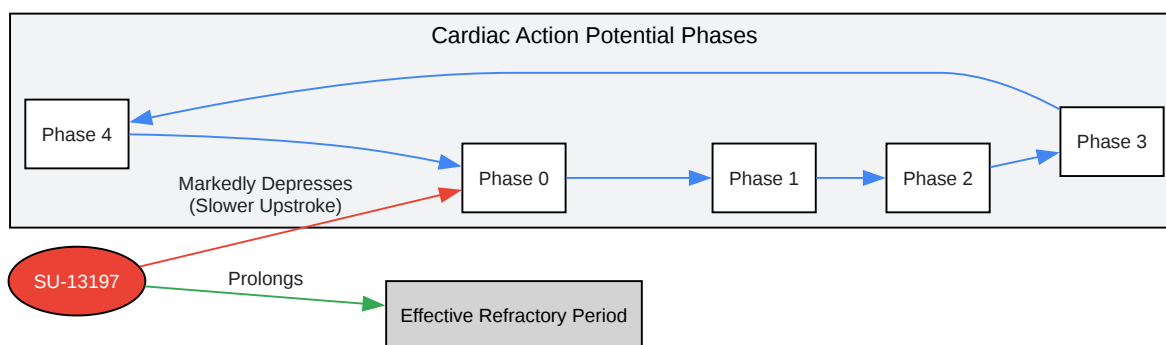 Cardiac Action Potential Phases
Phase 4
Phase 0
Phase 1
Phase 2
Phase 3
Markedly Depresses
(Slower Upstroke)
SU-13197
Prolongs
Effective Refractory Period